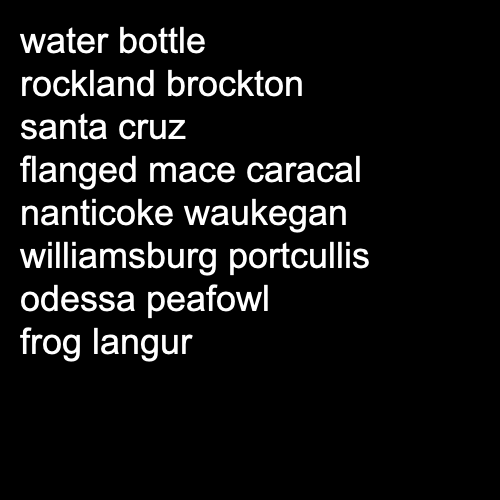 water bottle
rockland brockton
santa cruz
flanged mace caracal
nanticoke waukegan
williamsburg portcullis
odessa peafowl
frog langur